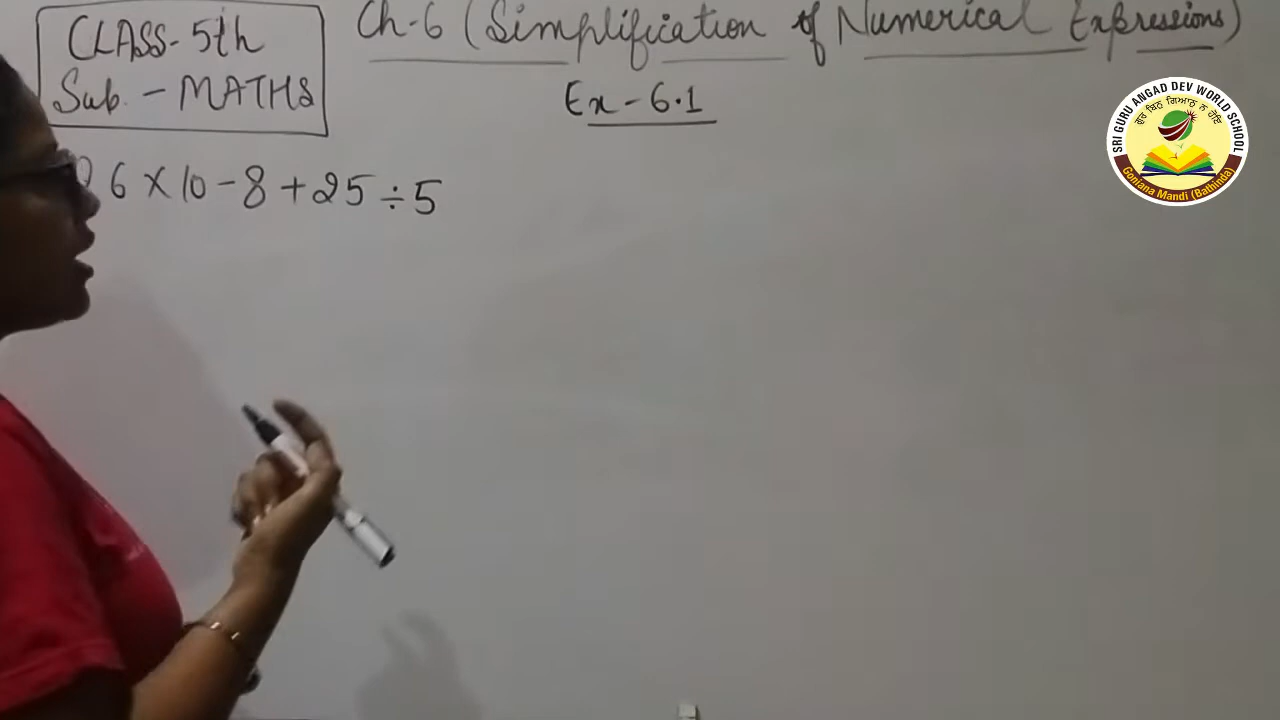 CLASS-5th
Sub. - MATHS
Ch-6 (Simplification of Numerical Expressions)
Ex-6.1
6 × 10 - 8 + 25 ÷ 5
SRI GURU ANGAD DEV WORLD SCHOOL
ਗੁਰ ਬਿਨੁ ਗਿਆਨੁ ਨ ਹੋਇ
Goniana Mandi (Bathinda)